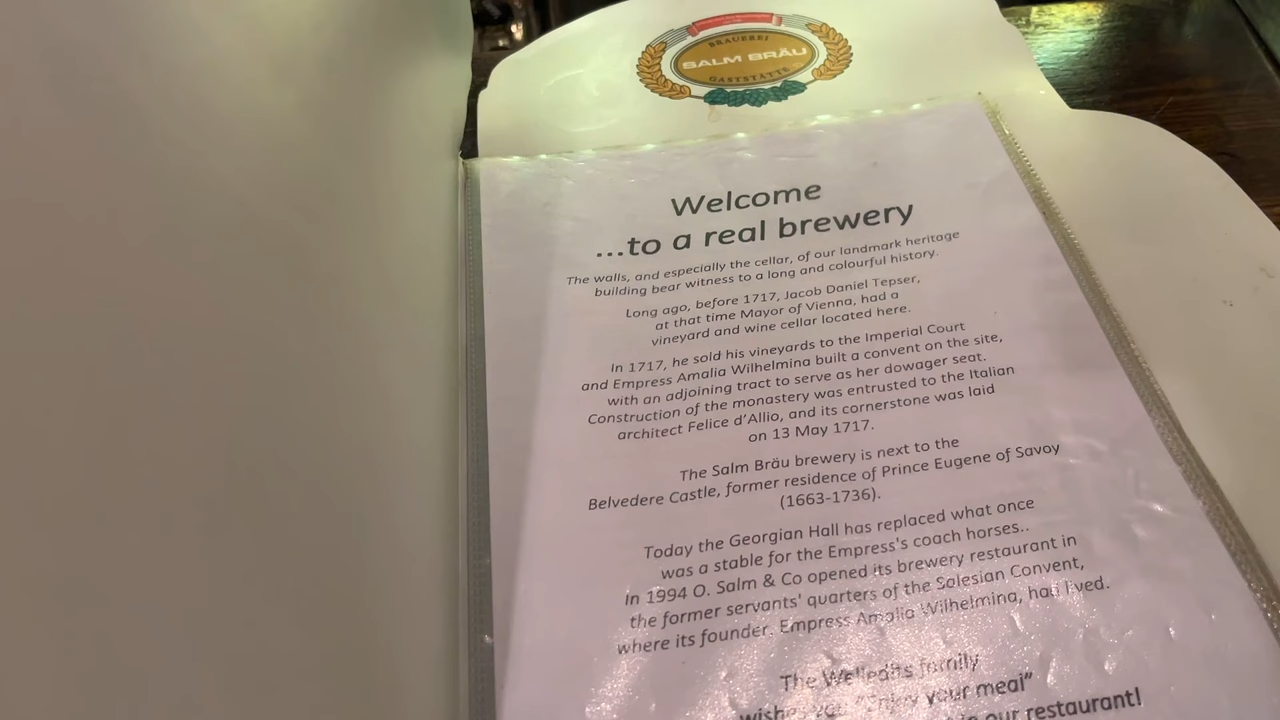 BRAUEREI
SALM BRÄU
GASTSTÄTTE
Welcome
...to a real brewery
The walls, and especially the cellar, of our landmark heritage
building bear witness to a long and colourful history.
Long ago, before 1717, Jacob Daniel Tepser,
at that time Mayor of Vienna, had a
vineyard and wine cellar located here.
In 1717, he sold his vineyards to the Imperial Court
and Empress Amalia Wilhelmina built a convent on the site,
with an adjoining tract to serve as her dowager seat.
Construction of the monastery was entrusted to the Italian
architect Felice d'Allio, and its cornerstone was laid
on 13 May 1717.
The Salm Bräu brewery is next to the
Belvedere Castle, former residence of Prince Eugene of Savoy
(1663-1736).
Today the Georgian Hall has replaced what once
was a stable for the Empress's coach horses..
in 1994 O. Salm & Co opened its brewery restaurant in
the former servants' quarters of the Salesian Convent,
where its founder. Empress Amalia Wilhelmina, had lived.
The family
wishes you "Enjoy your meal"
in our restaurant!